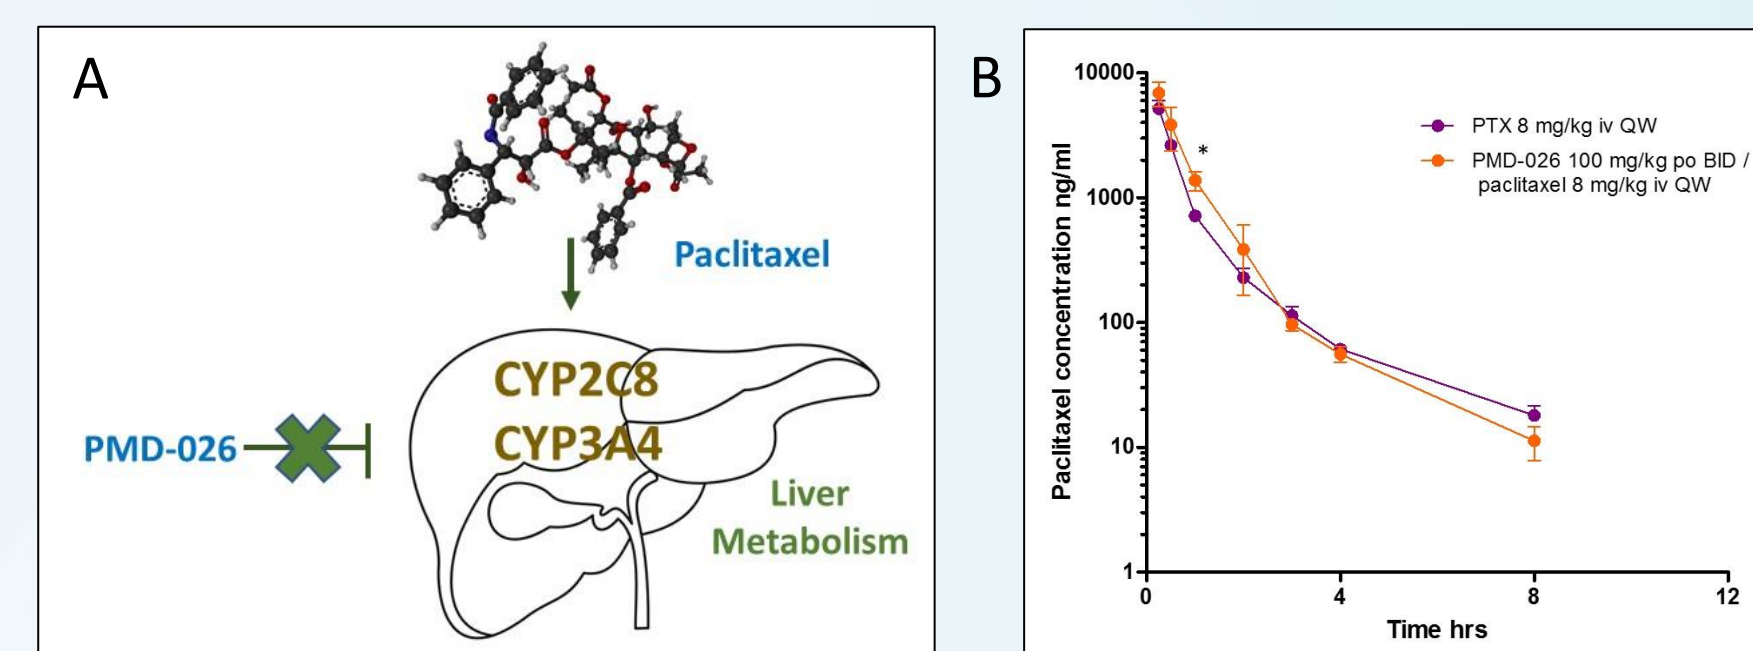 A
Paclitaxel
CYP2C8
CYP3A4
PMD-026
Liver
Metabolism
B
Paclitaxel concentration ng/ml
10000
1000
100
10
1
0
4
8
12
Time hrs
*
PTX 8 mg/kg iv QW
PMD-026 100 mg/kg po BID /
paclitaxel 8 mg/kg iv QW